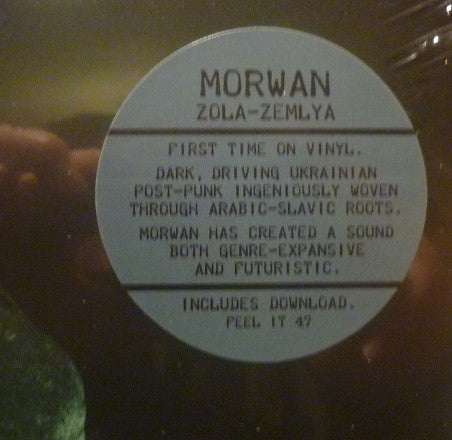 MORWAN
ZOLA-ZEMLYA
FIRST TIME ON VINYL.
DARK, DRIVING UKRAINIAN
POST-PUNK INGENIOUSLY WOVEN
THROUGH ARABIC-SLAVIC ROOTS.
MORWAN HAS CREATED A SOUND
BOTH GENRE-EXPANSIVE
AND FUTURISTIC.
INCLUDES DOWNLOAD.
FEEL IT 47